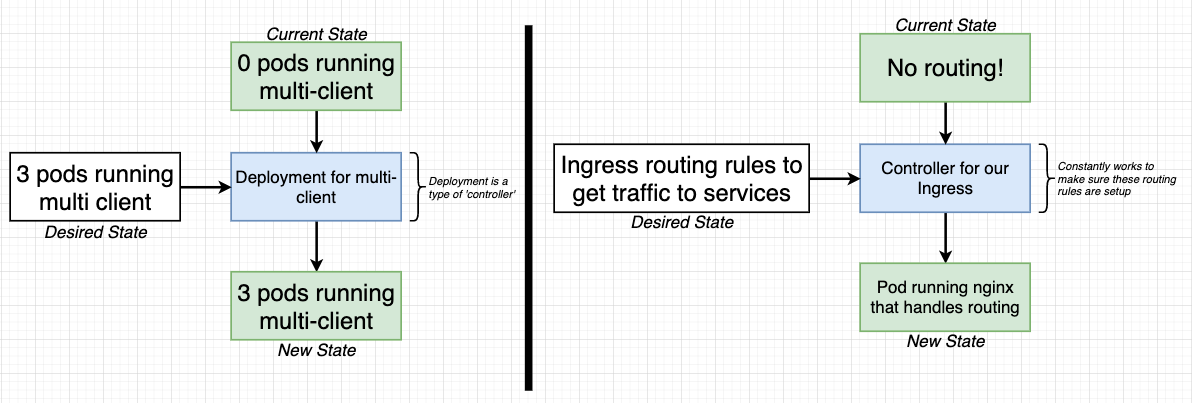 Current State
0 pods running
multi-client
3 pods running
multi client
Desired State
Deployment for multi-
client
Deployment is a
type of 'controller'
3 pods running
multi-client
New State
Current State
No routing!
Ingress routing rules to
get traffic to services
Desired State
Controller for our
Ingress
Constantly works to
make sure these routing
rules are setup
Pod running nginx
that handles routing
New State